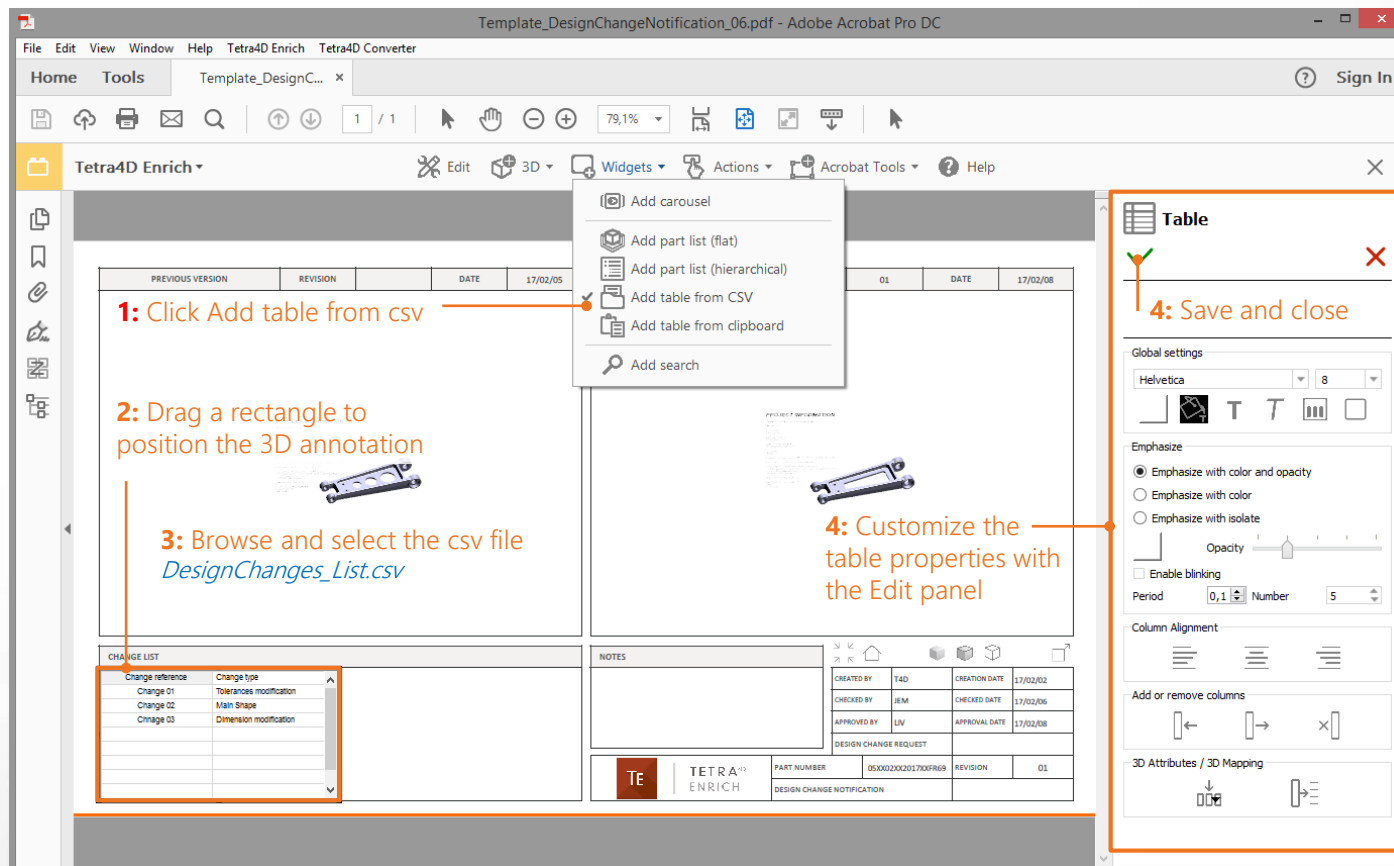 Template_DesignChangeNotification_06.pdf - Adobe Acrobat Pro DC
File Edit View Window Help Tetra4D Enrich Tetra4D Converter
Home Tools Template_DesignC... × ? Sign In
1 / 1 79,1%
Tetra4D Enrich Edit 3D Widgets Actions Acrobat Tools Help
Add carousel
Add part list (flat)
Add part list (hierarchical)
Add table from CSV
Add table from clipboard
Add search
PREVIOUS VERSION REVISION DATE 17/02/05 01 DATE 17/02/08
1: Click Add table from csv
2: Drag a rectangle to
position the 3D annotation
3: Browse and select the csv file
DesignChanges_List.csv
4: Customize the
table properties with
the Edit panel
CHANGE LIST
Change reference Change type
Change 01 Tolerances modification
Change 02 Main Shape
Chnage 03 Dimension modification
NOTES
CREATED BY T4D CREATION DATE 17/02/02
CHECKED BY JEM CHECKED DATE 17/02/06
APPROVED BY LIV APPROVAL DATE 17/02/08
DESIGN CHANGE REQUEST
TE TETRA4D
ENRICH
PART NUMBER 05XX02XX2017XXFR69 REVISION 01
DESIGN CHANGE NOTIFICATION
Table
4: Save and close
Global settings
Helvetica 8
Emphasize
Emphasize with color and opacity
Emphasize with color
Emphasize with isolate
Opacity
Enable blinking
Period 0,1 Number 5
Column Alignment
Add or remove columns
3D Attributes / 3D Mapping